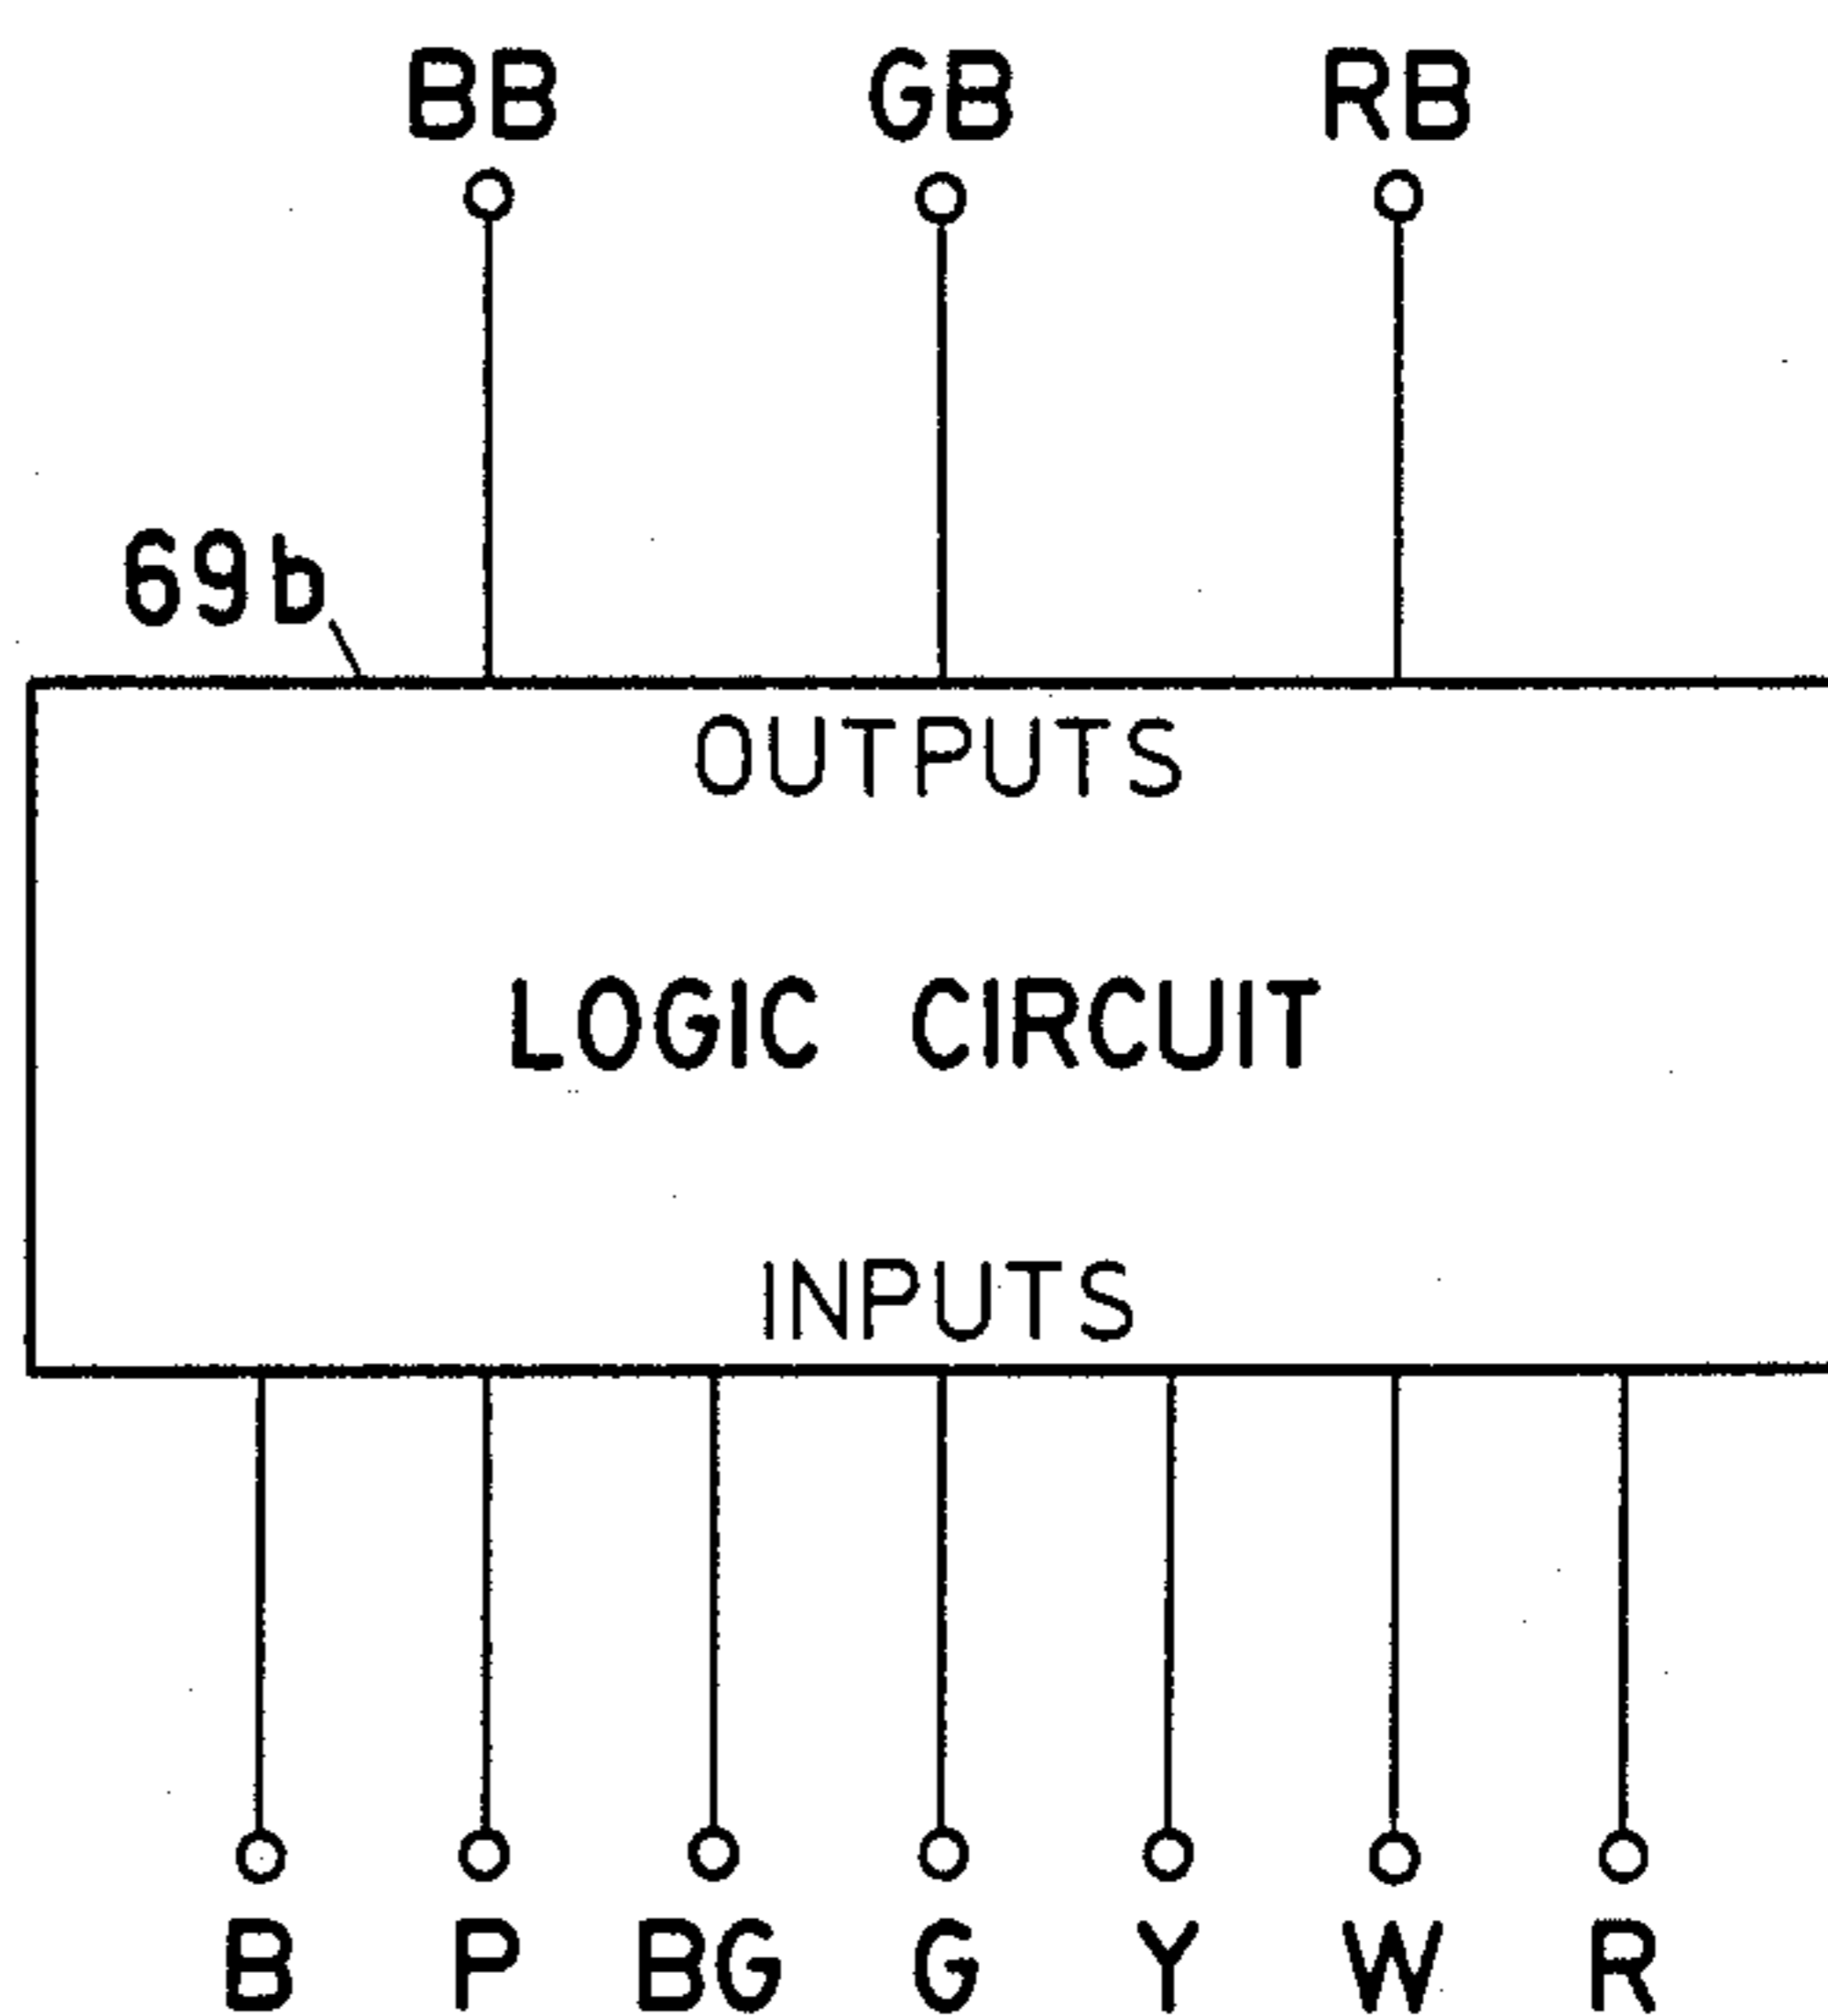 BB GB RB
69b
OUTPUTS
LOGIC CIRCUIT
INPUTS
B P BG G Y W R